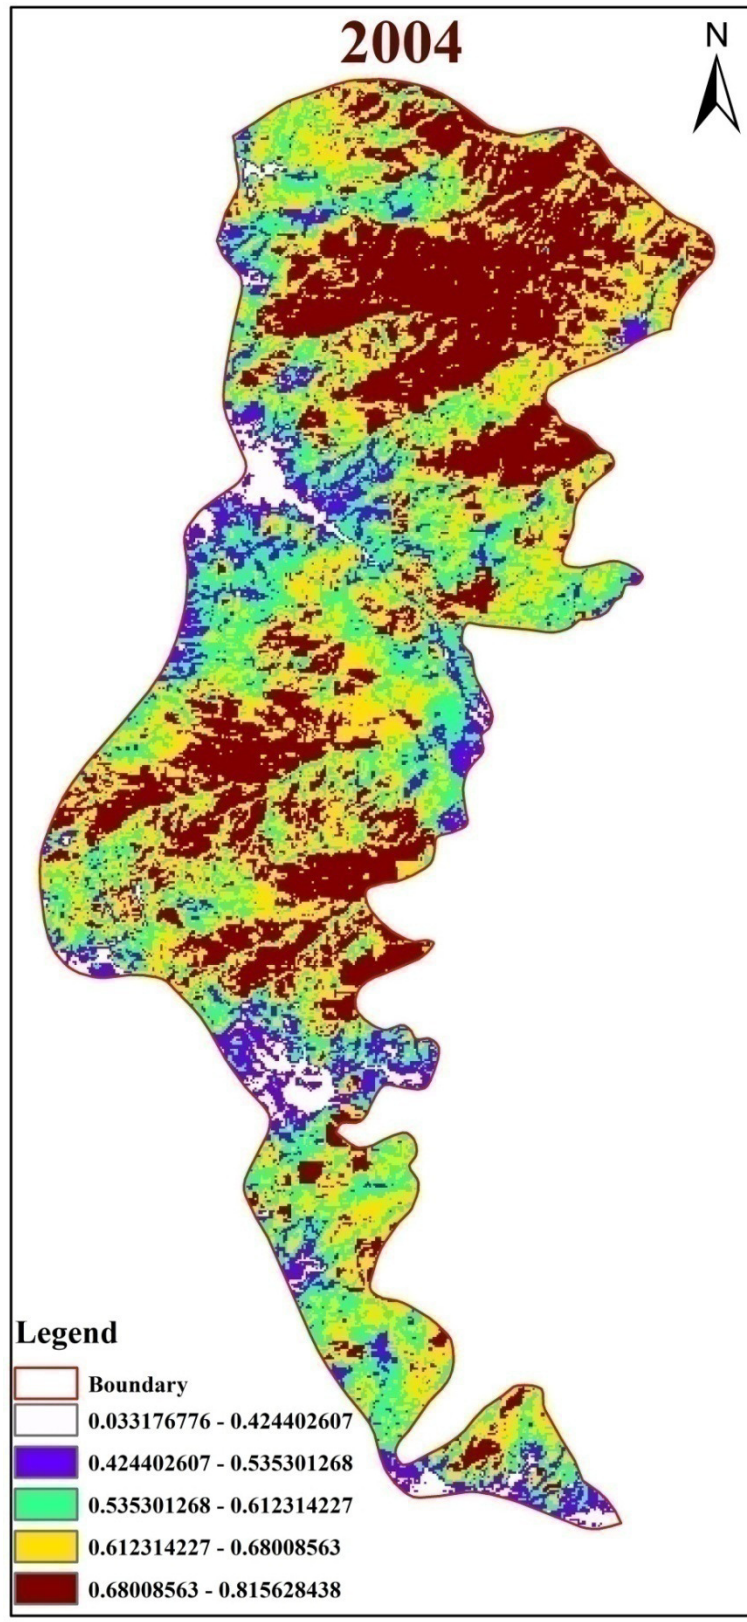 2004
N
Legend
Boundary
0.033176776 - 0.424402607
0.424402607 - 0.535301268
0.535301268 - 0.612314227
0.612314227 - 0.68008563
0.68008563 - 0.815628438